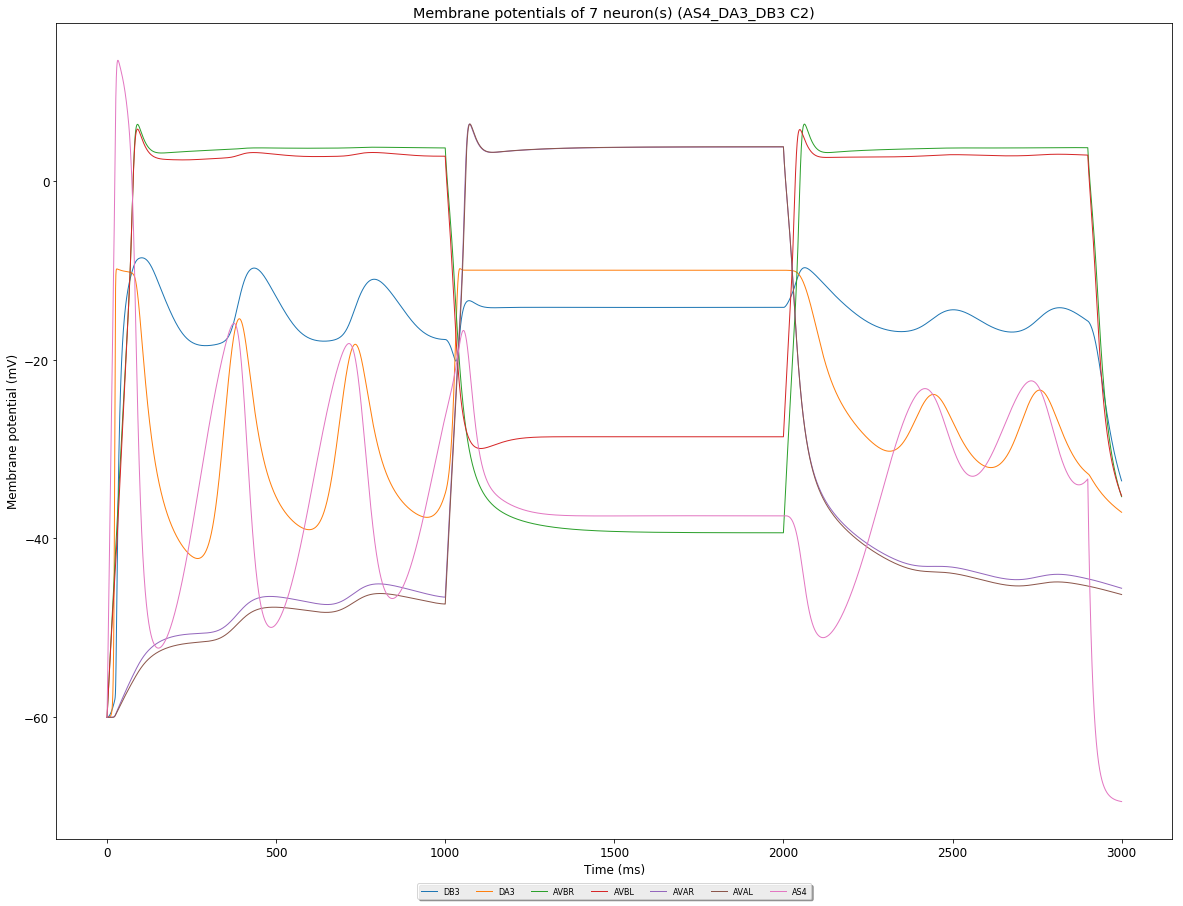 Membrane potentials of 7 neuron(s) (AS4_DA3_DB3 C2)
Membrane potential (mV)
0
−20
−40
−60
0 500 1000 1500 2000 2500 3000
Time (ms)
DB3 DA3 AVBR AVBL AVAR AVAL AS4